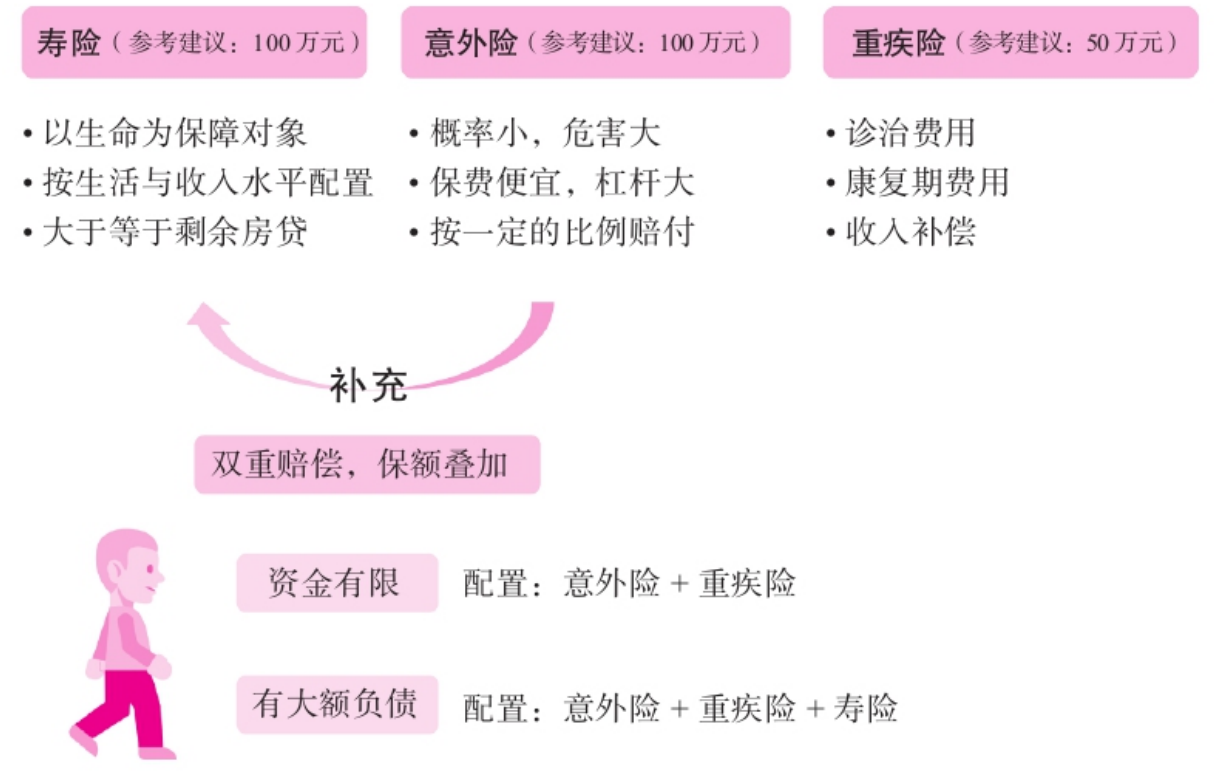 寿险（参考建议：100万元）
• 以生命为保障对象
• 按生活与收入水平配置
• 大于等于剩余房贷
意外险（参考建议：100万元）
• 概率小，危害大
• 保费便宜，杠杆大
• 按一定的比例赔付
重疾险（参考建议：50万元）
• 诊治费用
• 康复期费用
• 收入补偿
补充
双重赔偿，保额叠加
资金有限 配置：意外险 + 重疾险
有大额负债 配置：意外险 + 重疾险 + 寿险